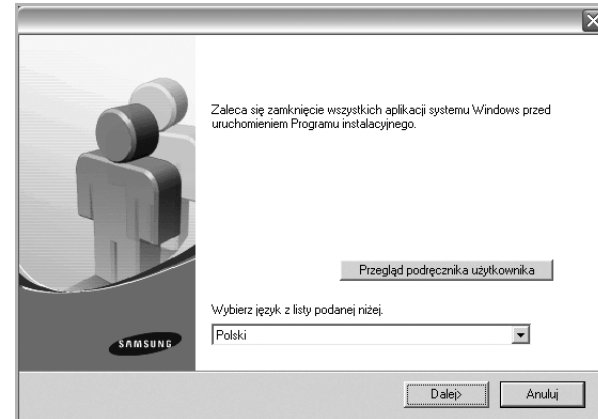 Zaleca się zamknięcie wszystkich aplikacji systemu Windows przed
uruchomieniem Programu instalacyjnego.
Przegląd podręcznika użytkownika
Wybierz język z listy podanej niżej.
Polski
SAMSUNG
Dalej>
Anuluj